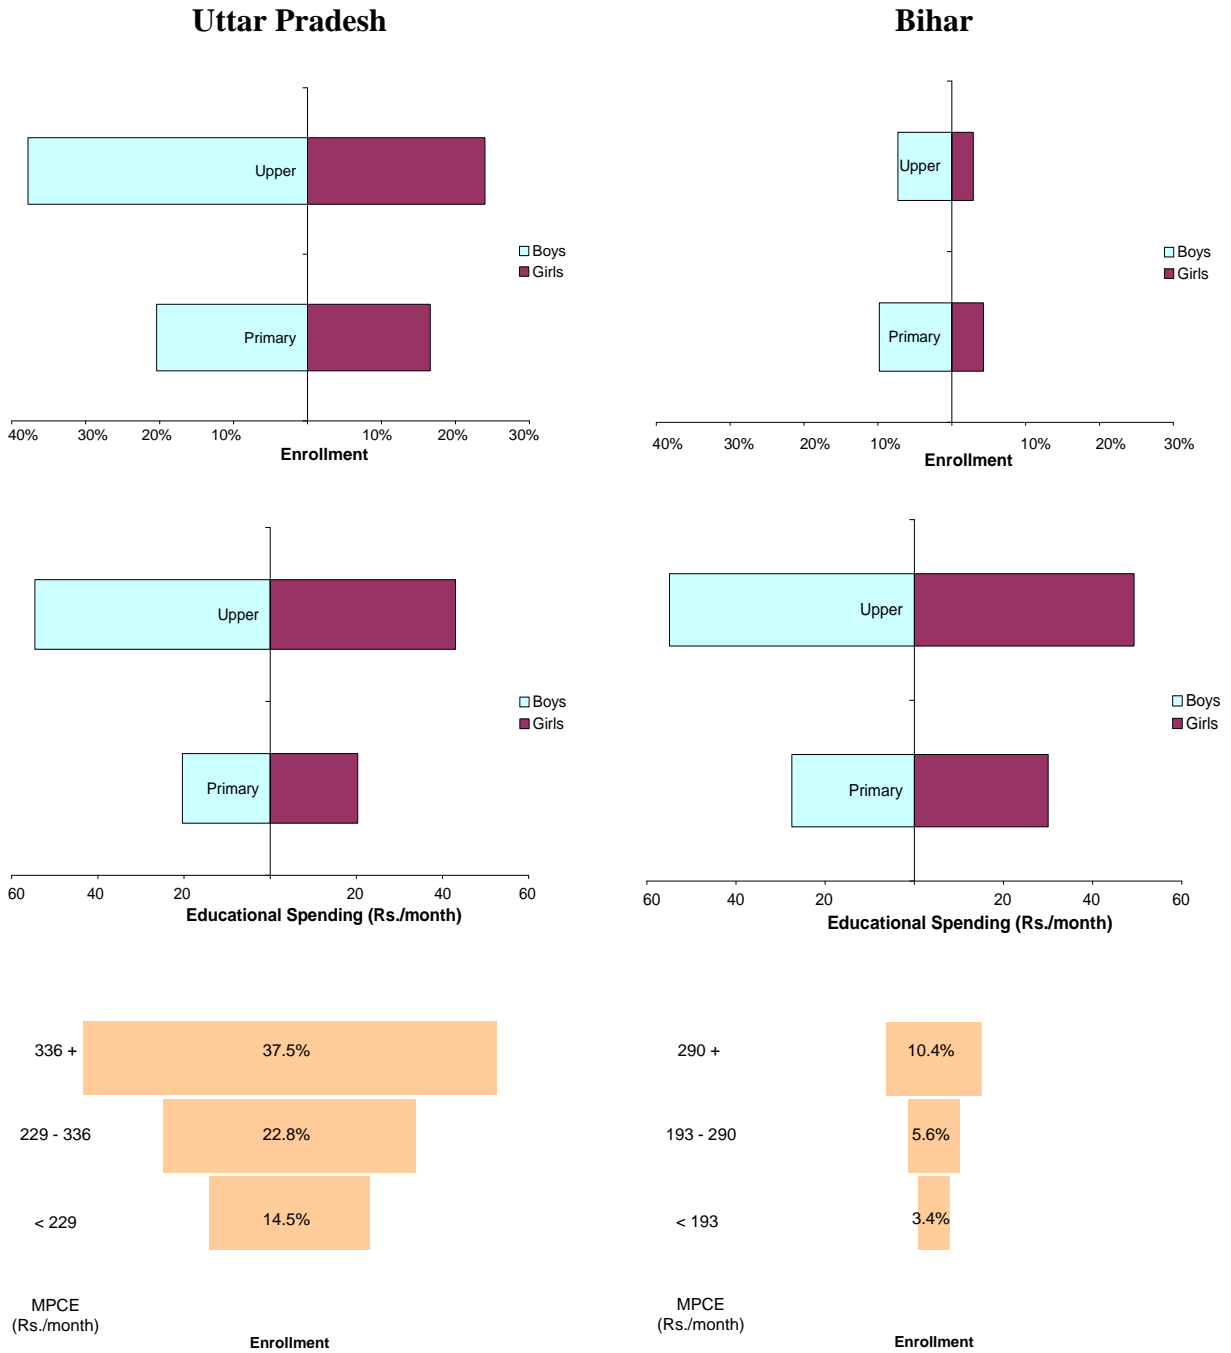 Uttar Pradesh
Bihar
Upper
Primary
Boys
Girls
40% 30% 20% 10% 10% 20% 30%
Enrollment
Upper
Primary
Boys
Girls
40% 30% 20% 10% 10% 20% 30%
Enrollment
Upper
Primary
Boys
Girls
60 40 20 20 40 60
Educational Spending (Rs./month)
Upper
Primary
Boys
Girls
60 40 20 20 40 60
Educational Spending (Rs./month)
336 + 37.5%
229 - 336 22.8%
< 229 14.5%
MPCE
(Rs./month)
Enrollment
290 + 10.4%
193 - 290 5.6%
< 193 3.4%
MPCE
(Rs./month)
Enrollment